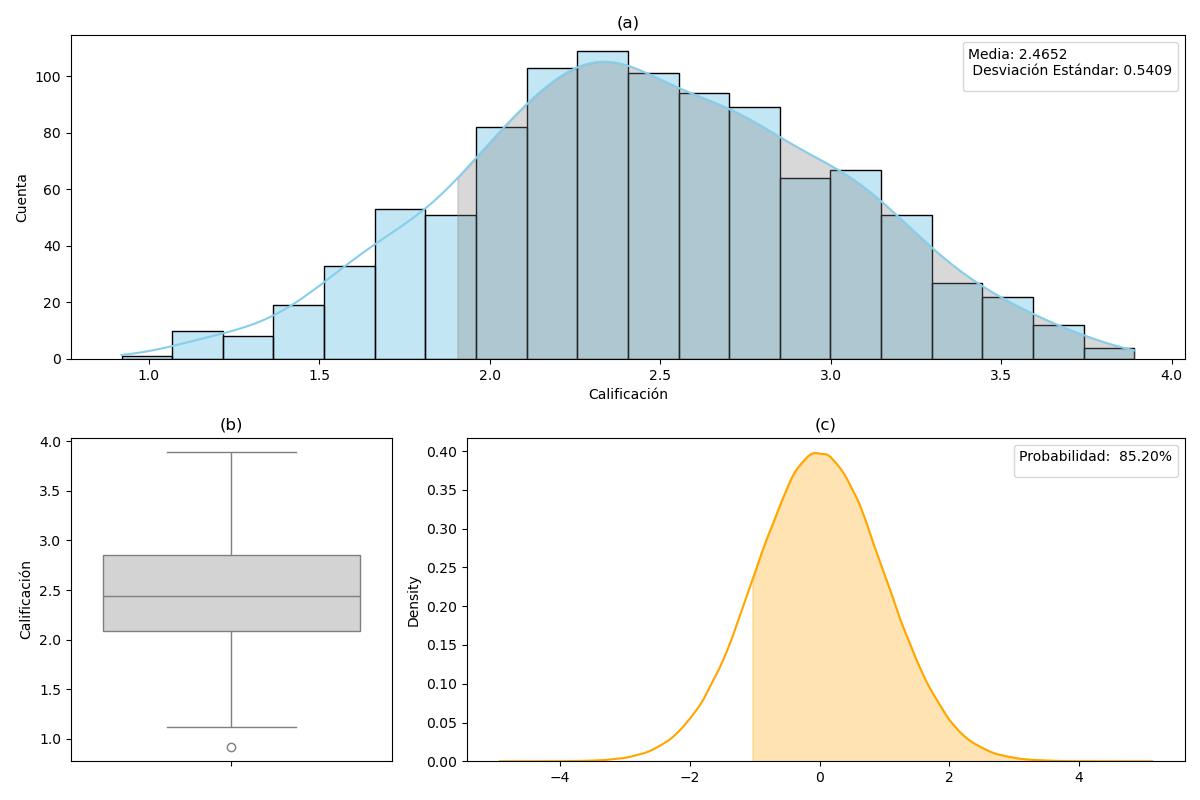 (a)
Media: 2.4652
Desviación Estándar: 0.5409
Cuenta
100
80
60
40
20
0
1.0 1.5 2.0 2.5 3.0 3.5 4.0
Calificación
(b)
Calificación
4.0
3.5
3.0
2.5
2.0
1.5
1.0
(c)
Probabilidad: 85.20%
Density
0.40
0.35
0.30
0.25
0.20
0.15
0.10
0.05
0.00
−4 −2 0 2 4